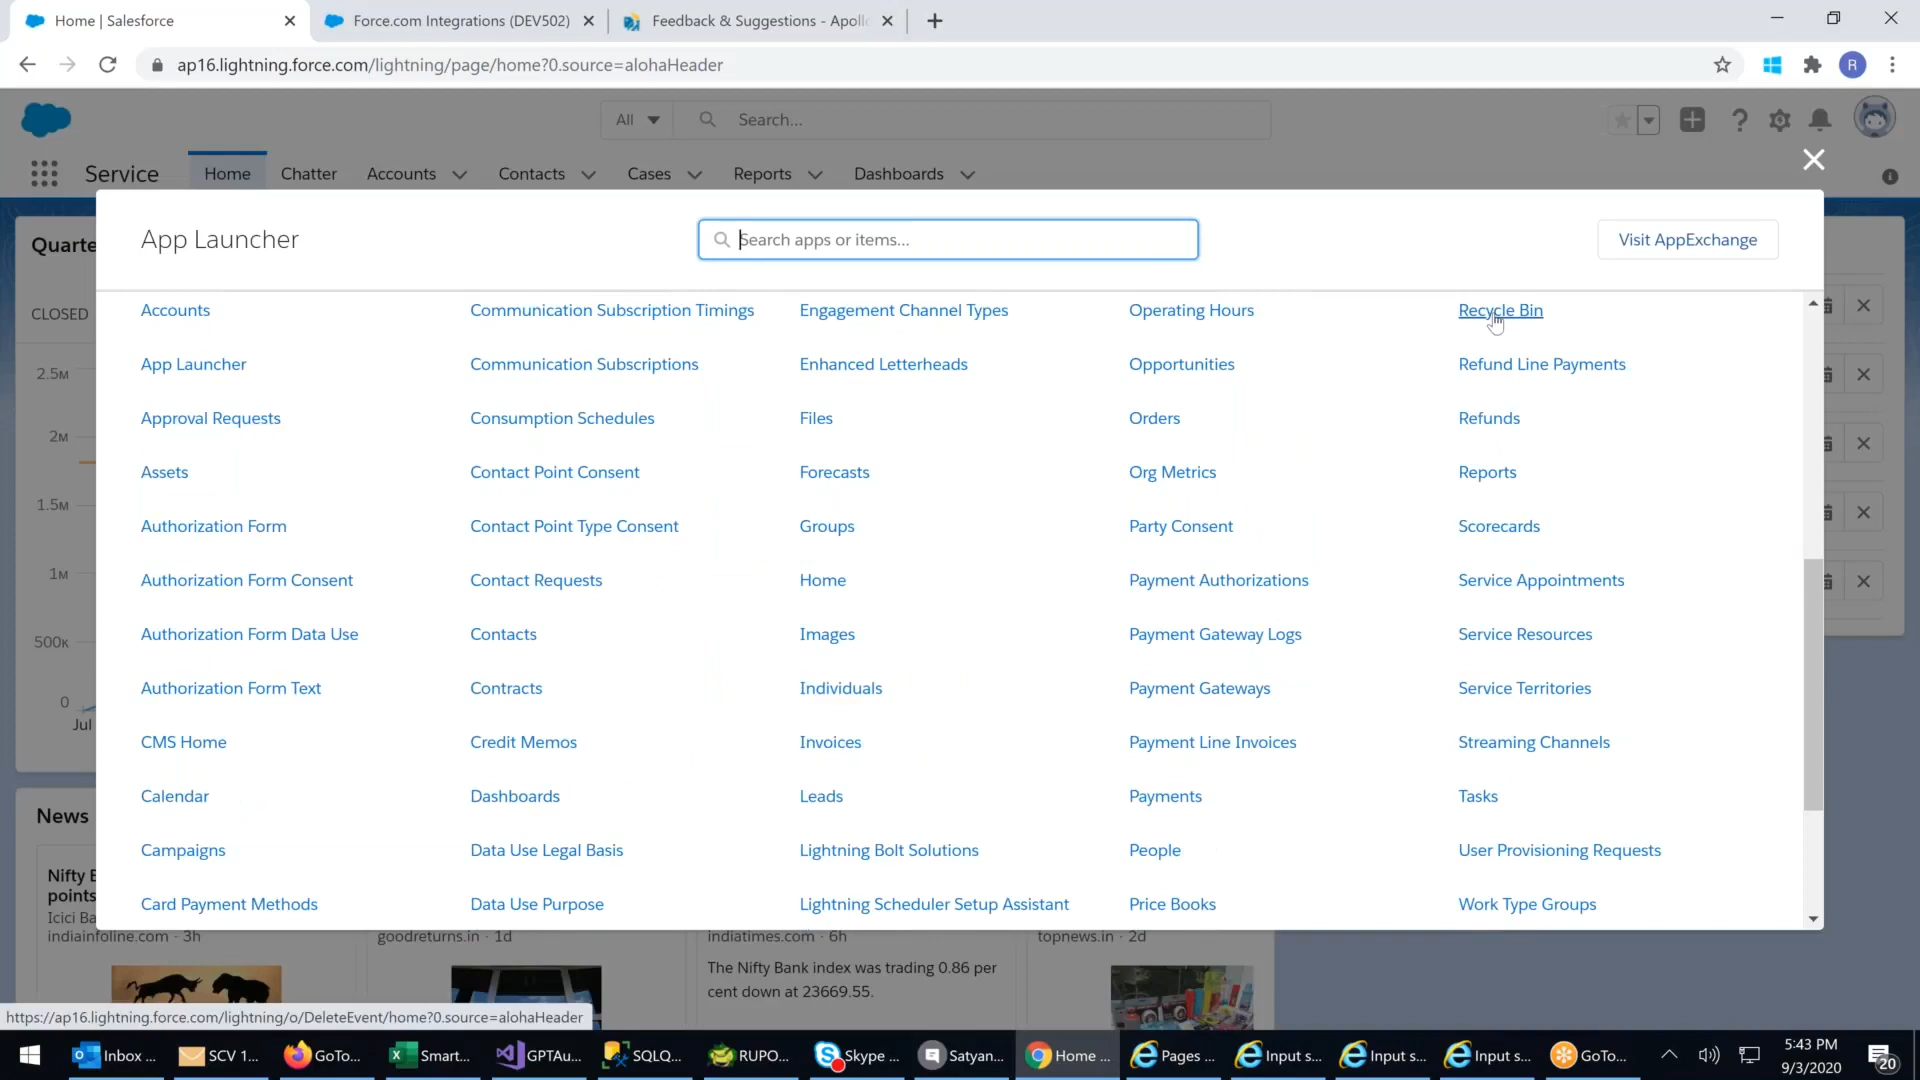 Home | Salesforce
Force.com Integrations (DEV502)
Feedback & Suggestions - Apoll
ap16.lightning.force.com/lightning/page/home?0.source=alohaHeader
R
All
Search...
Service
Home
Chatter
Accounts
Contacts
Cases
Reports
Dashboards
App Launcher
Search apps or items...
Visit AppExchange
Quarte
CLOSED
2.5M
2M
1.5M
1M
500K
0
Jul
Accounts
Communication Subscription Timings
Engagement Channel Types
Operating Hours
Recycle Bin
App Launcher
Communication Subscriptions
Enhanced Letterheads
Opportunities
Refund Line Payments
Approval Requests
Consumption Schedules
Files
Orders
Refunds
Assets
Contact Point Consent
Forecasts
Org Metrics
Reports
Authorization Form
Contact Point Type Consent
Groups
Party Consent
Scorecards
Authorization Form Consent
Contact Requests
Home
Payment Authorizations
Service Appointments
Authorization Form Data Use
Contacts
Images
Payment Gateway Logs
Service Resources
Authorization Form Text
Contracts
Individuals
Payment Gateways
Service Territories
CMS Home
Credit Memos
Invoices
Payment Line Invoices
Streaming Channels
Calendar
Dashboards
Leads
Payments
Tasks
Campaigns
Data Use Legal Basis
Lightning Bolt Solutions
People
User Provisioning Requests
Card Payment Methods
Data Use Purpose
Lightning Scheduler Setup Assistant
Price Books
Work Type Groups
News
Nifty B
points
Icici Ba
indiainfoline.com · 3h
goodreturns.in · 1d
indiatimes.com · 6h
topnews.in · 2d
The Nifty Bank index was trading 0.86 per
cent down at 23669.55.
https://ap16.lightning.force.com/lightning/o/DeleteEvent/home?0.source=alohaHeader
Inbox ...
SCV 1...
GoTo...
Smart...
GPTAu...
SQLQ...
RUPO...
Skype ...
Satyan...
Home ...
Pages ...
Input s...
Input s...
Input s...
GoTo...
5:43 PM
9/3/2020
20